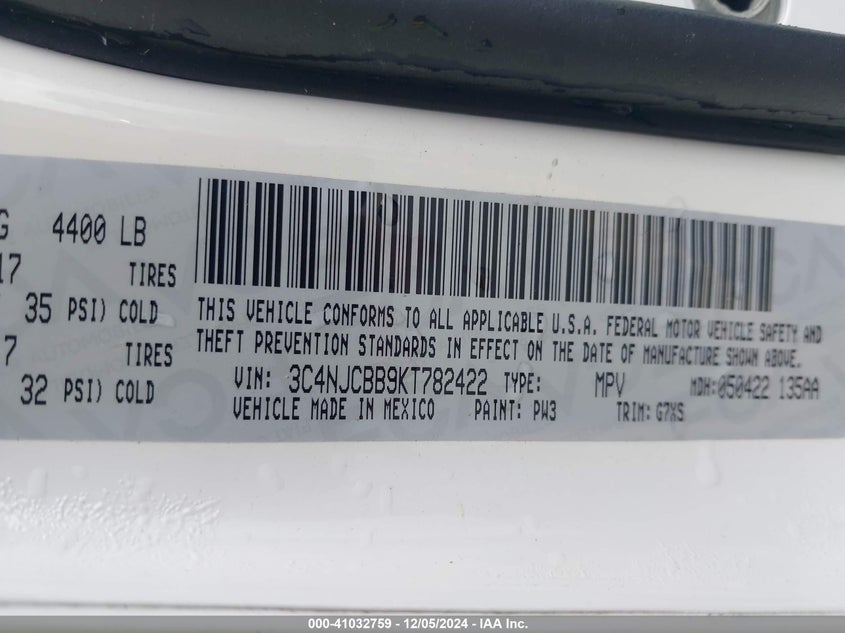 G 4400 LB
17 TIRES
35 PSI) COLD
7 TIRES
32 PSI) COLD
THIS VEHICLE CONFORMS TO ALL APPLICABLE U.S.A. FEDERAL MOTOR VEHICLE SAFETY AND
THEFT PREVENTION STANDARDS IN EFFECT ON THE DATE OF MANUFACTURE SHOWN ABOVE.
VIN: 3C4NJCBB9KT782422 TYPE: MPV MDH: 050422 135AA
VEHICLE MADE IN MEXICO PAINT: PW3 TRIM: G7XS
000-41032759 - 12/05/2024 - IAA Inc.